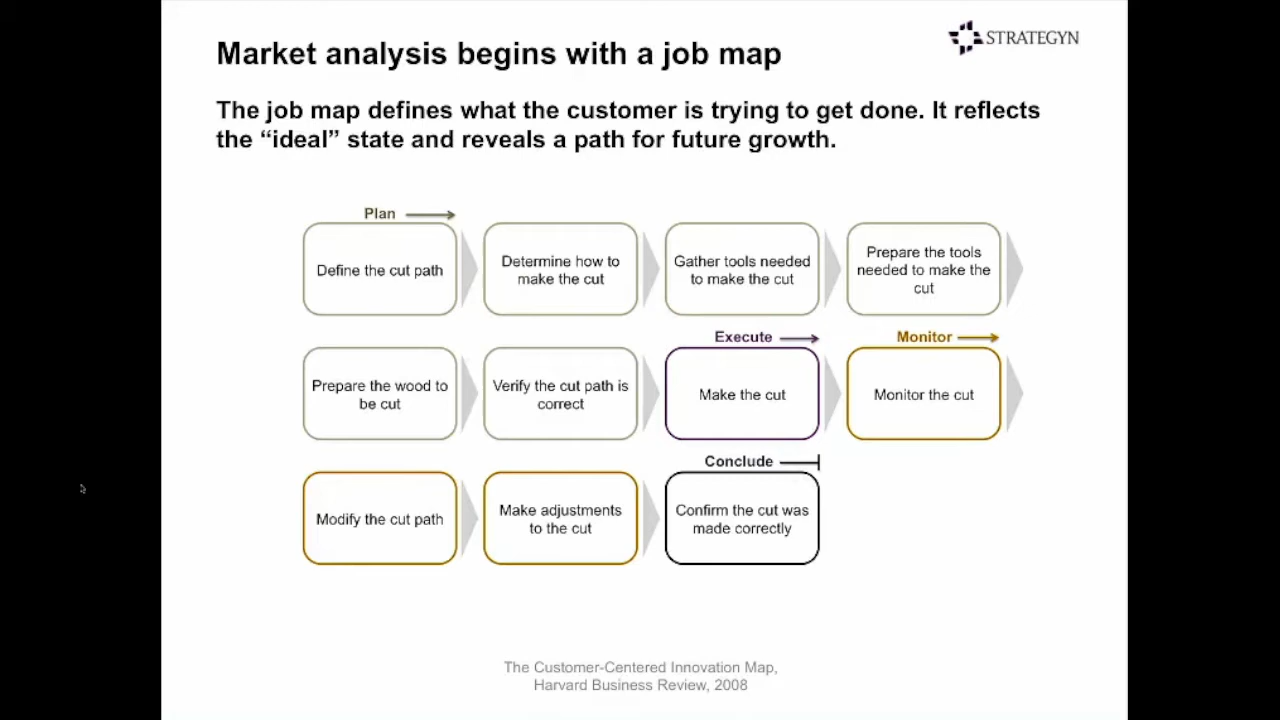 STRATEGYN
Market analysis begins with a job map
The job map defines what the customer is trying to get done. It reflects
the “ideal” state and reveals a path for future growth.
Plan
Define the cut path
Determine how to
make the cut
Gather tools needed
to make the cut
Prepare the tools
needed to make the
cut
Prepare the wood to
be cut
Verify the cut path is
correct
Execute
Make the cut
Monitor
Monitor the cut
Modify the cut path
Make adjustments
to the cut
Conclude
Confirm the cut was
made correctly
The Customer-Centered Innovation Map,
Harvard Business Review, 2008